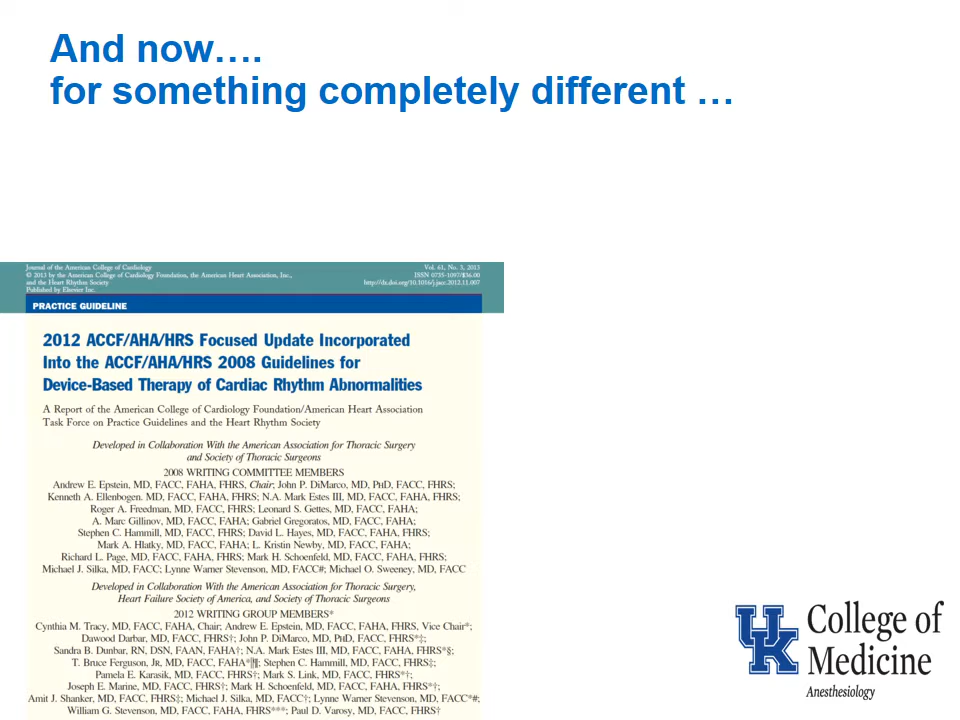 And now….
for something completely different …
Journal of the American College of Cardiology
© 2013 by the American College of Cardiology Foundation, the American Heart Association, Inc.,
and the Heart Rhythm Society
Published by Elsevier Inc.
Vol. 61, No. 3, 2013
ISSN 0735-1097/$36.00
http://dx.doi.org/10.1016/j.jacc.2012.11.007
PRACTICE GUIDELINE
2012 ACCF/AHA/HRS Focused Update Incorporated
Into the ACCF/AHA/HRS 2008 Guidelines for
Device-Based Therapy of Cardiac Rhythm Abnormalities
A Report of the American College of Cardiology Foundation/American Heart Association
Task Force on Practice Guidelines and the Heart Rhythm Society
Developed in Collaboration With the American Association for Thoracic Surgery
and Society of Thoracic Surgeons
2008 WRITING COMMITTEE MEMBERS
Andrew E. Epstein, MD, FACC, FAHA, FHRS, Chair; John P. DiMarco, MD, PHD, FACC, FHRS;
Kenneth A. Ellenbogen. MD, FACC, FAHA, FHRS; N.A. Mark Estes III, MD, FACC, FAHA, FHRS;
Roger A. Freedman, MD, FACC, FHRS; Leonard S. Gettes, MD, FACC, FAHA;
A. Marc Gillinov, MD, FACC, FAHA; Gabriel Gregoratos, MD, FACC, FAHA;
Stephen C. Hammill, MD, FACC, FHRS; David L. Hayes, MD, FACC, FAHA, FHRS;
Mark A. Hlatky, MD, FACC, FAHA; L. Kristin Newby, MD, FACC, FAHA;
Richard L. Page, MD, FACC, FAHA, FHRS; Mark H. Schoenfeld, MD, FACC, FAHA, FHRS;
Michael J. Silka, MD, FACC; Lynne Warner Stevenson, MD, FACC#; Michael O. Sweeney, MD, FACC
Developed in Collaboration With the American Association for Thoracic Surgery,
Heart Failure Society of America, and Society of Thoracic Surgeons
2012 WRITING GROUP MEMBERS*
Cynthia M. Tracy, MD, FACC, FAHA, Chair; Andrew E. Epstein, MD, FACC, FAHA, FHRS, Vice Chair*;
Dawood Darbar, MD, FACC, FHRS†; John P. DiMarco, MD, PHD, FACC, FHRS*‡;
Sandra B. Dunbar, RN, DSN, FAAN, FAHA†; N.A. Mark Estes III, MD, FACC, FAHA, FHRS*§;
T. Bruce Ferguson, JR, MD, FACC, FAHA*‖¶; Stephen C. Hammill, MD, FACC, FHRS‡;
Pamela E. Karasik, MD, FACC, FHRS†; Mark S. Link, MD, FACC, FHRS*†;
Joseph E. Marine, MD, FACC, FHRS†; Mark H. Schoenfeld, MD, FACC, FAHA, FHRS*†;
Amit J. Shanker, MD, FACC, FHRS‡; Michael J. Silka, MD, FACC†; Lynne Warner Stevenson, MD, FACC*#;
William G. Stevenson, MD, FACC, FAHA, FHRS***; Paul D. Varosy, MD, FACC, FHRS†
UK
College of
Medicine
Anesthesiology